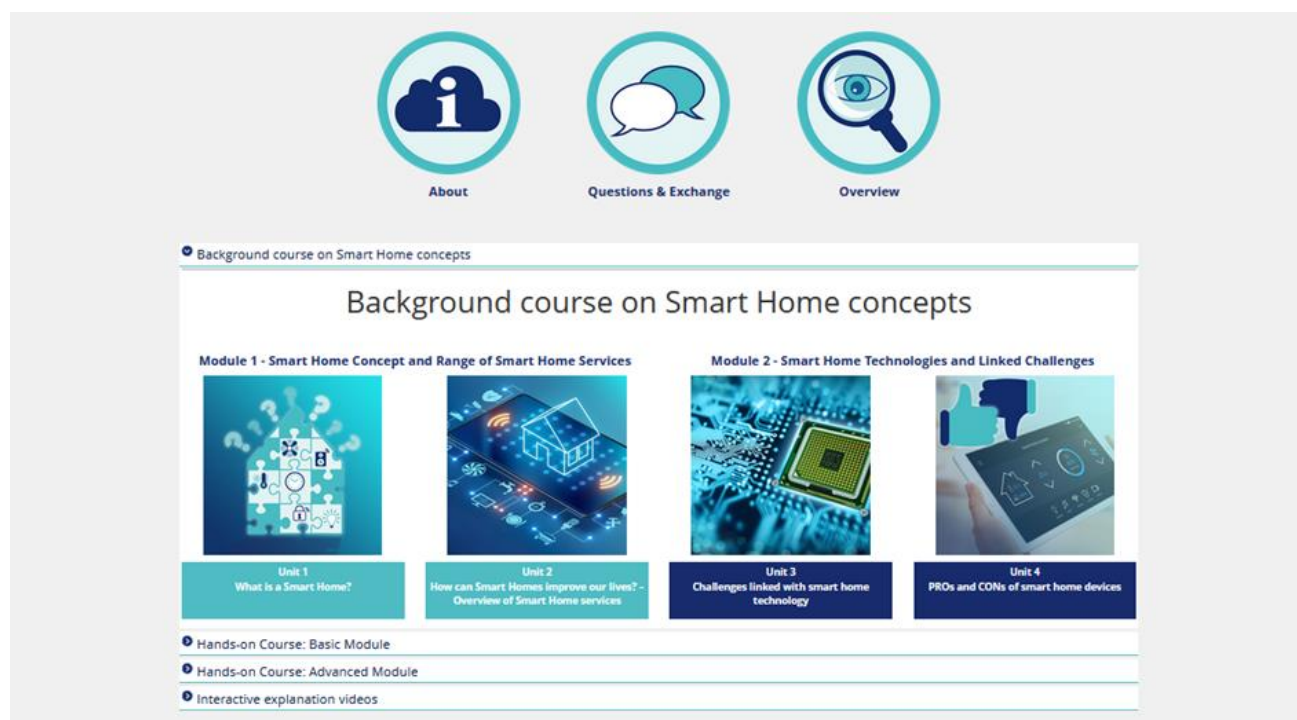 About
Questions & Exchange
Overview
Background course on Smart Home concepts
Background course on Smart Home concepts
Module 1 - Smart Home Concept and Range of Smart Home Services
Module 2 - Smart Home Technologies and Linked Challenges
Unit 1
What is a Smart Home?
Unit 2
How can Smart Homes improve our lives? -
Overview of Smart Home services
Unit 3
Challenges linked with smart home
technology
Unit 4
PROs and CONs of smart home devices
Hands-on Course: Basic Module
Hands-on Course: Advanced Module
Interactive explanation videos